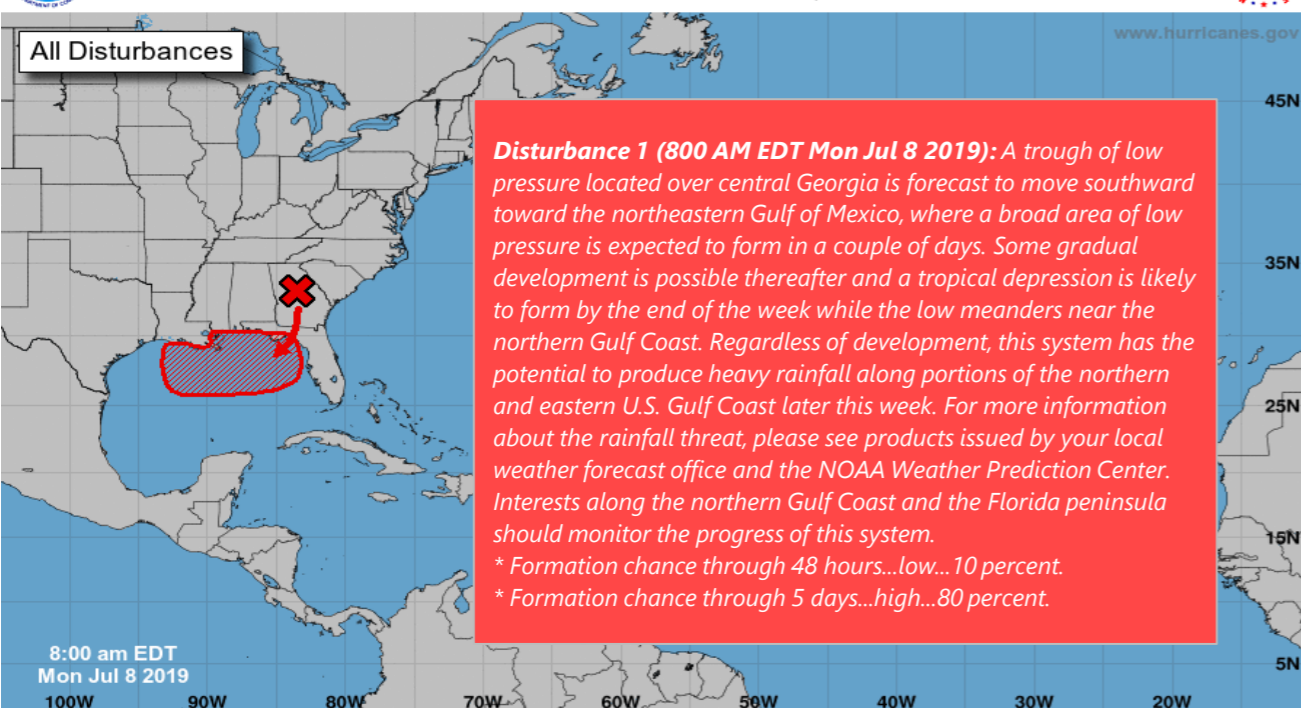 www.hurricanes.gov
All Disturbances
45N
Disturbance 1 (800 AM EDT Mon Jul 8 2019): A trough of low
pressure located over central Georgia is forecast to move southward
toward the northeastern Gulf of Mexico, where a broad area of low
pressure is expected to form in a couple of days. Some gradual
development is possible thereafter and a tropical depression is likely
to form by the end of the week while the low meanders near the
northern Gulf Coast. Regardless of development, this system has the
potential to produce heavy rainfall along portions of the northern
and eastern U.S. Gulf Coast later this week. For more information
about the rainfall threat, please see products issued by your local
weather forecast office and the NOAA Weather Prediction Center.
Interests along the northern Gulf Coast and the Florida peninsula
should monitor the progress of this system.
* Formation chance through 48 hours...low...10 percent.
* Formation chance through 5 days...high...80 percent.
35N
25N
15N
5N
8:00 am EDT
Mon Jul 8 2019
100W 90W 80W 70W 60W 50W 40W 30W 20W